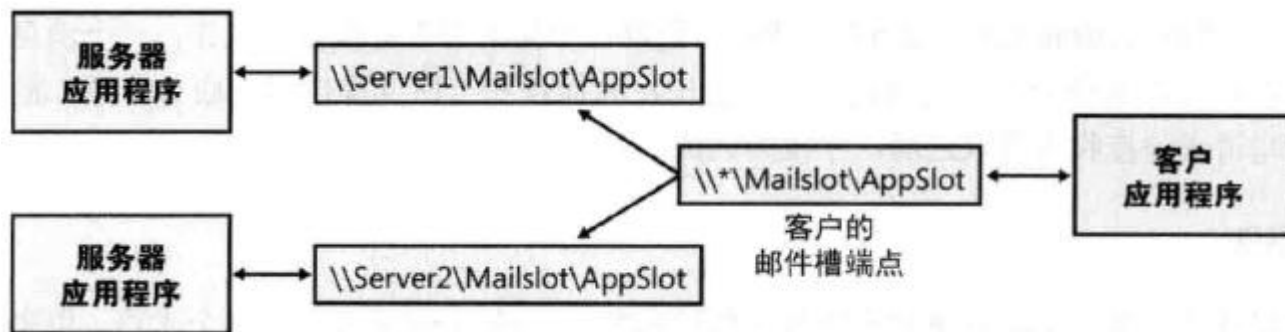 服务器
应用程序
\\Server1\Mailslot\AppSlot
\\*\Mailslot\AppSlot
客户
应用程序
客户的
邮件槽端点
服务器
应用程序
\\Server2\Mailslot\AppSlot